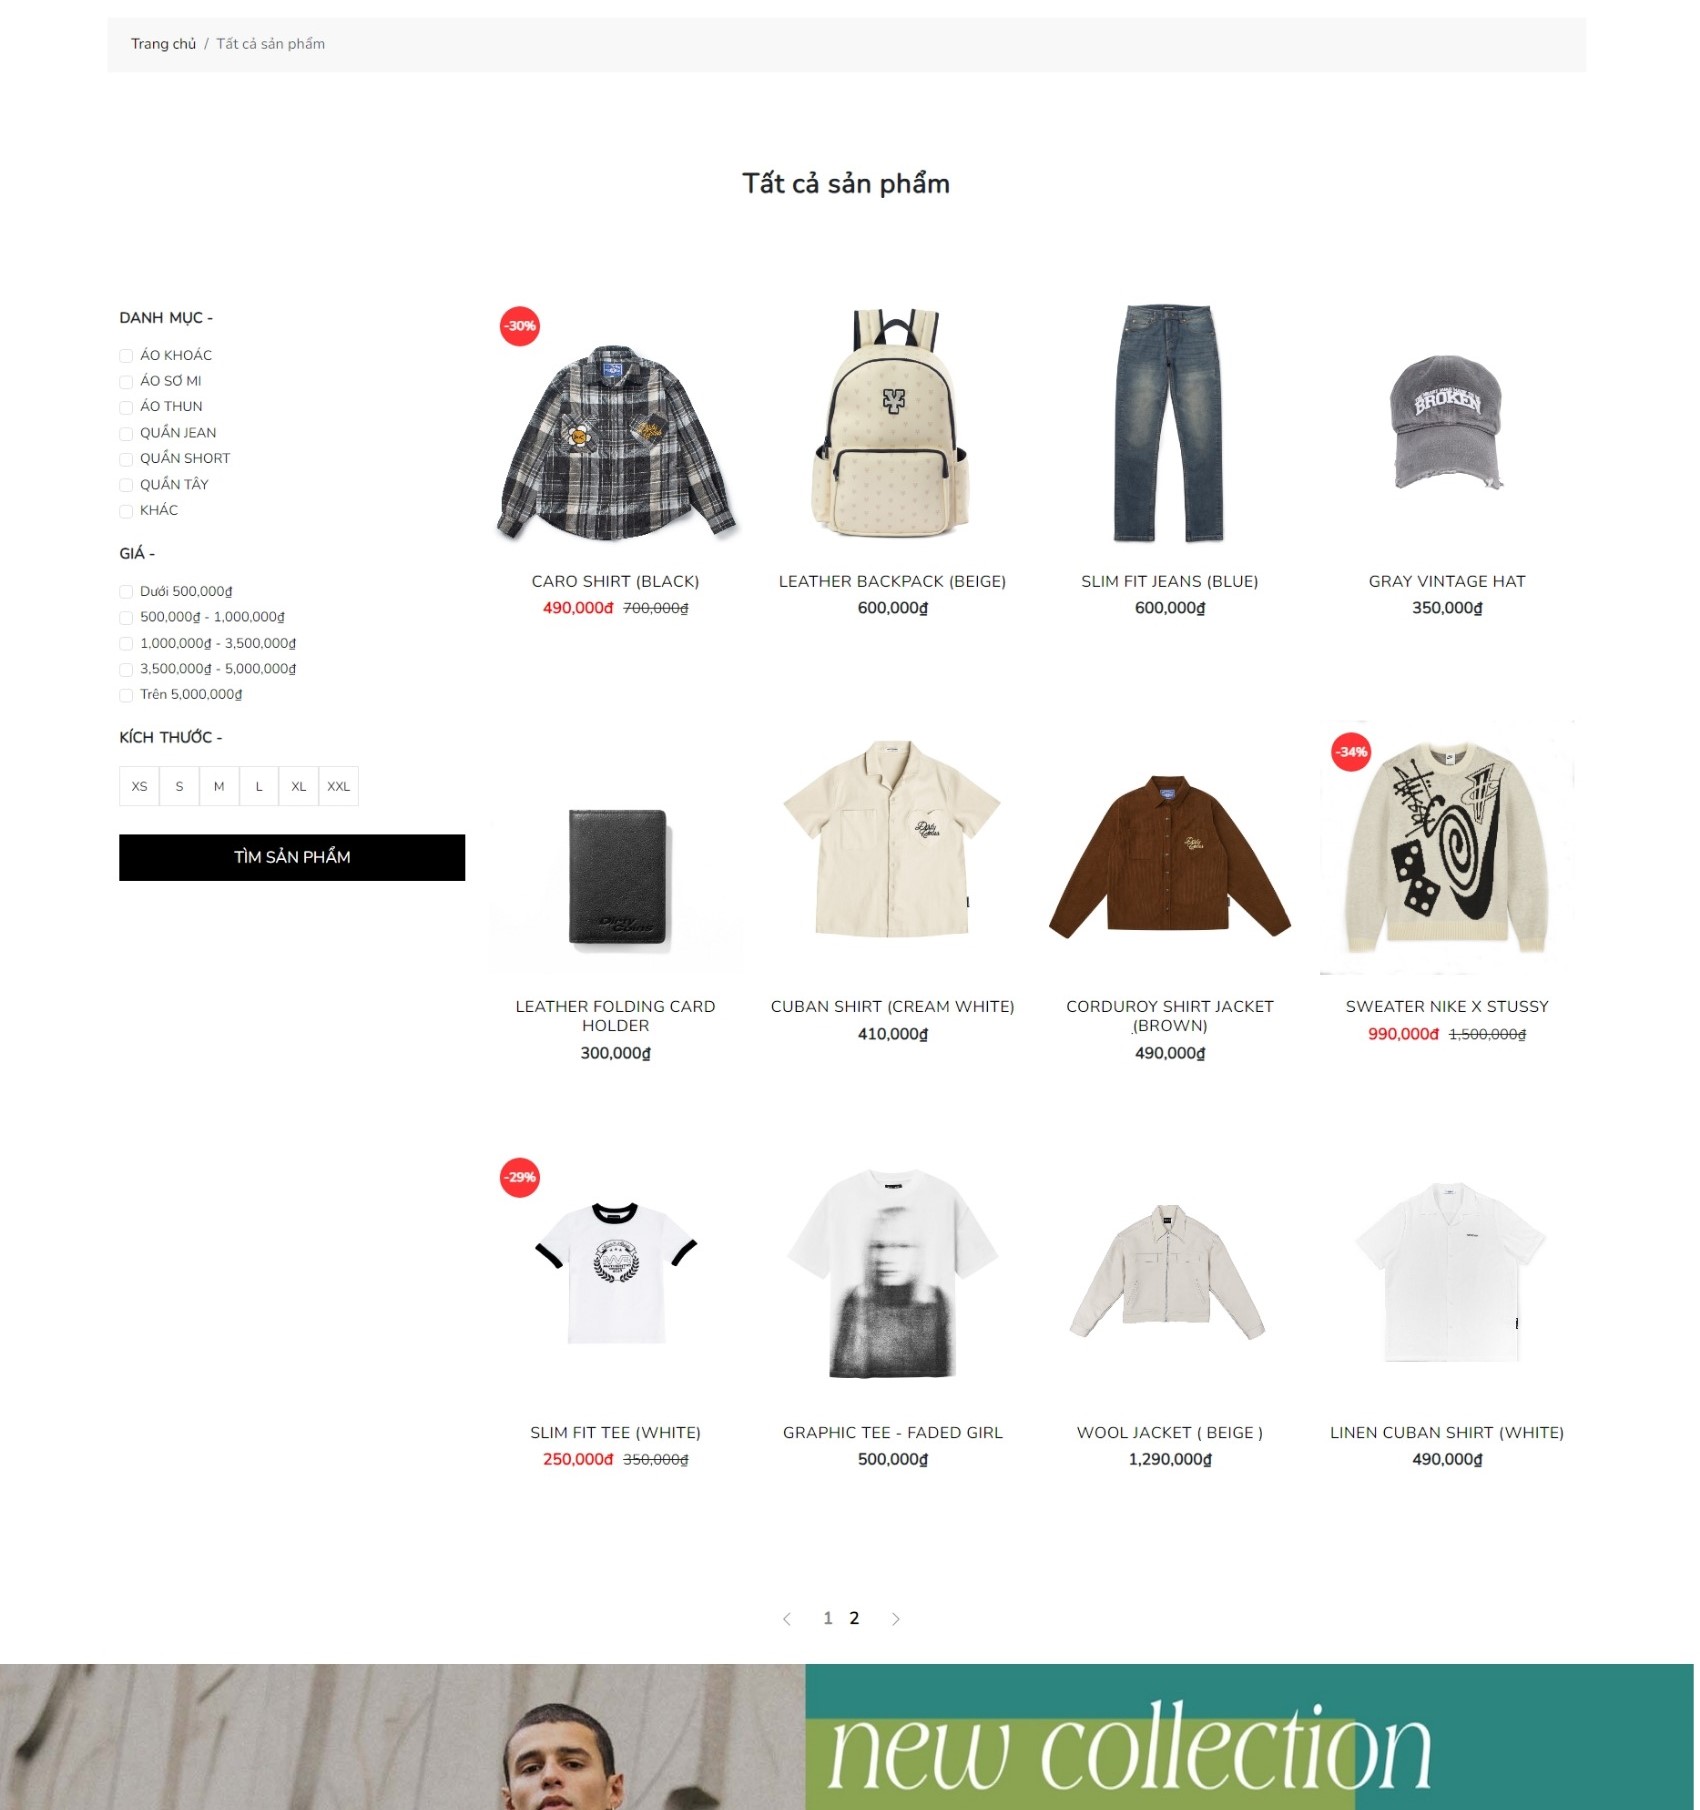 Trang chủ / Tất cả sản phẩm
Tất cả sản phẩm
DANH MỤC -
ÁO KHOÁC
ÁO SƠ MI
ÁO THUN
QUẦN JEAN
QUẦN SHORT
QUẦN TÂY
KHÁC
GIÁ -
Dưới 500,000₫
500,000₫ - 1,000,000₫
1,000,000₫ - 3,500,000₫
3,500,000₫ - 5,000,000₫
Trên 5,000,000₫
KÍCH THƯỚC -
XS S M L XL XXL
TÌM SẢN PHẨM
-30%
BROKEN
CARO SHIRT (BLACK)
490,000đ 700,000₫
LEATHER BACKPACK (BEIGE)
600,000₫
SLIM FIT JEANS (BLUE)
600,000₫
GRAY VINTAGE HAT
350,000₫
Dirty
Coins
Dirty
Coins
-34%
LEATHER FOLDING CARD
HOLDER
300,000₫
CUBAN SHIRT (CREAM WHITE)
410,000₫
CORDUROY SHIRT JACKET
(BROWN)
490,000₫
SWEATER NIKE X STUSSY
990,000đ 1,500,000₫
-29%
SLIM FIT TEE (WHITE)
250,000đ 350,000₫
GRAPHIC TEE - FADED GIRL
500,000₫
WOOL JACKET ( BEIGE )
1,290,000₫
LINEN CUBAN SHIRT (WHITE)
490,000₫
1 2
new collection